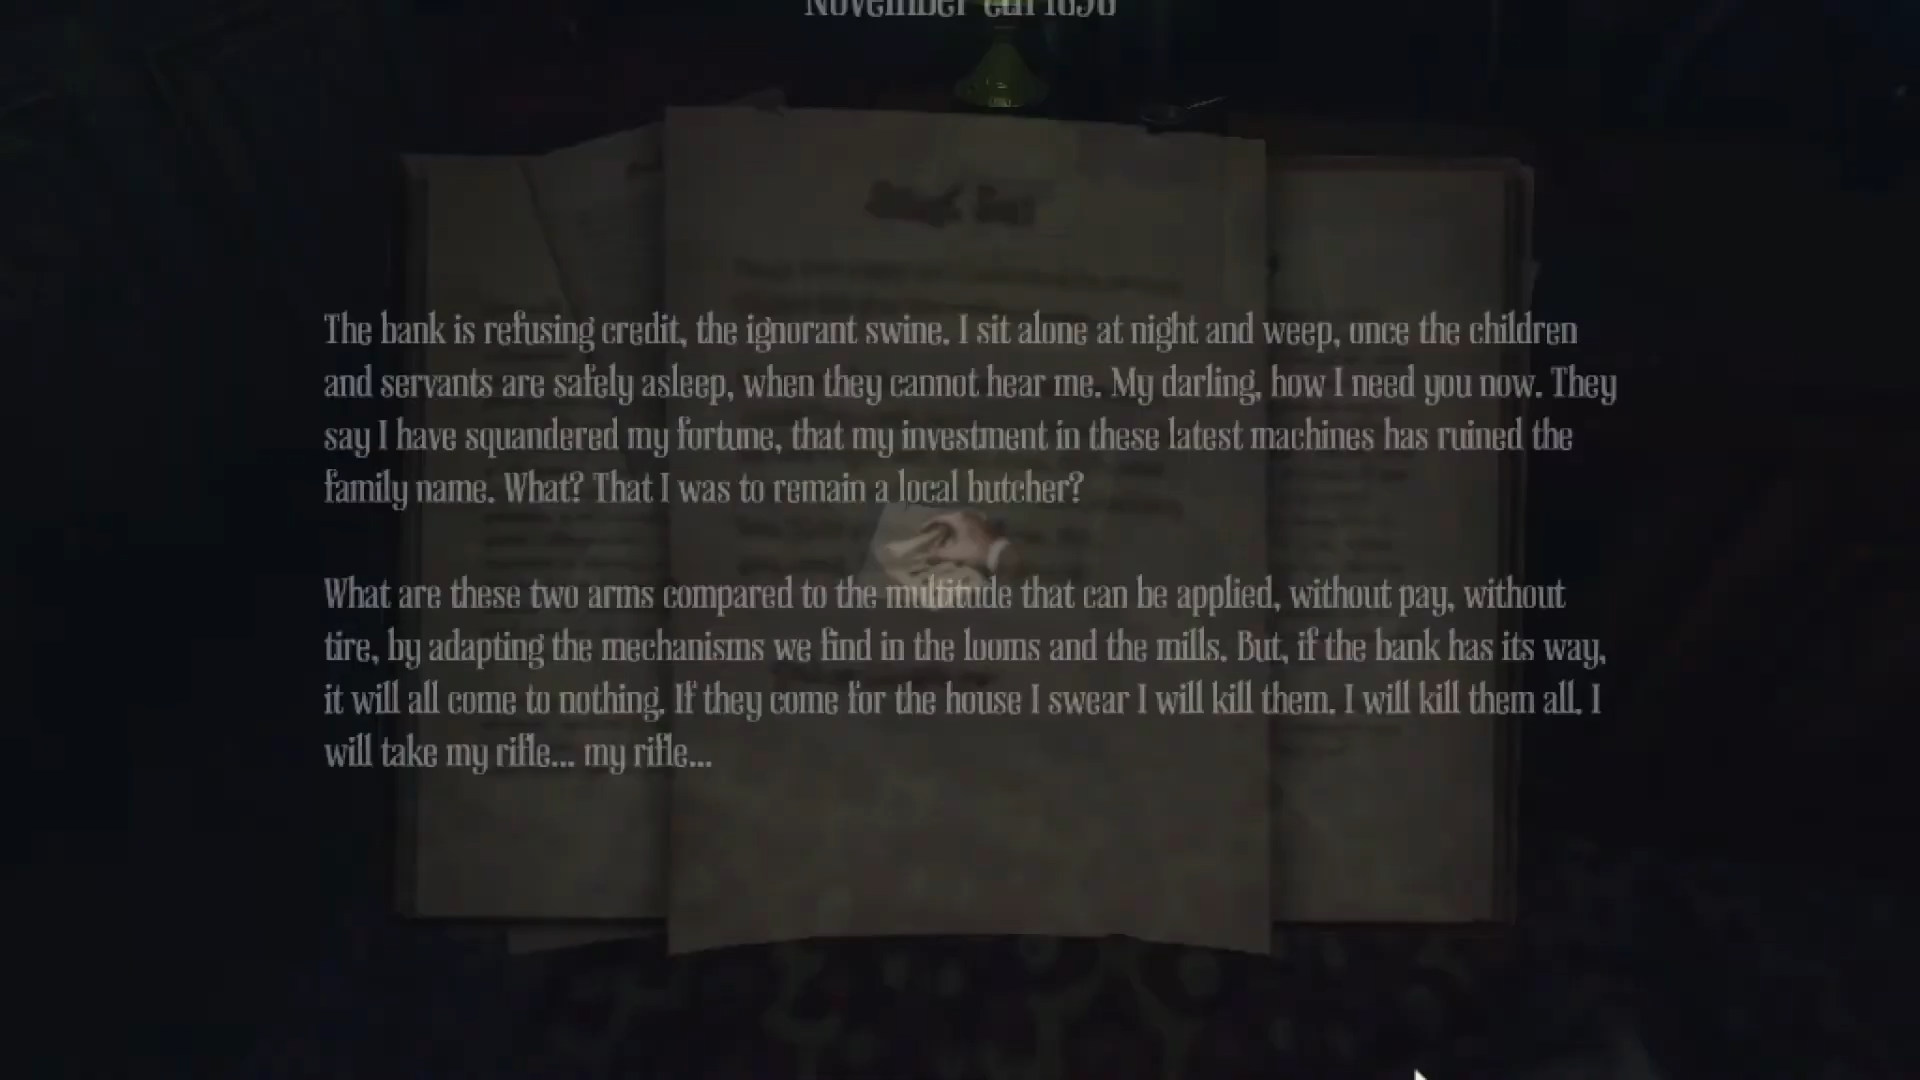 November
The bank is refusing credit, the ignorant swine. I sit alone at night and weep, once the children
and servants are safely asleep, when they cannot hear me. My darling, how I need you now. They
say I have squandered my fortune, that my investment in these latest machines has ruined the
family name. What? That I was to remain a local butcher?
What are these two arms compared to the multitude that can be applied, without pay, without
tire, by adapting the mechanisms we find in the looms and the mills. But, if the bank has its way,
it will all come to nothing. If they come for the house I swear I will kill them. I will kill them all. I
will take my rifle... my rifle...